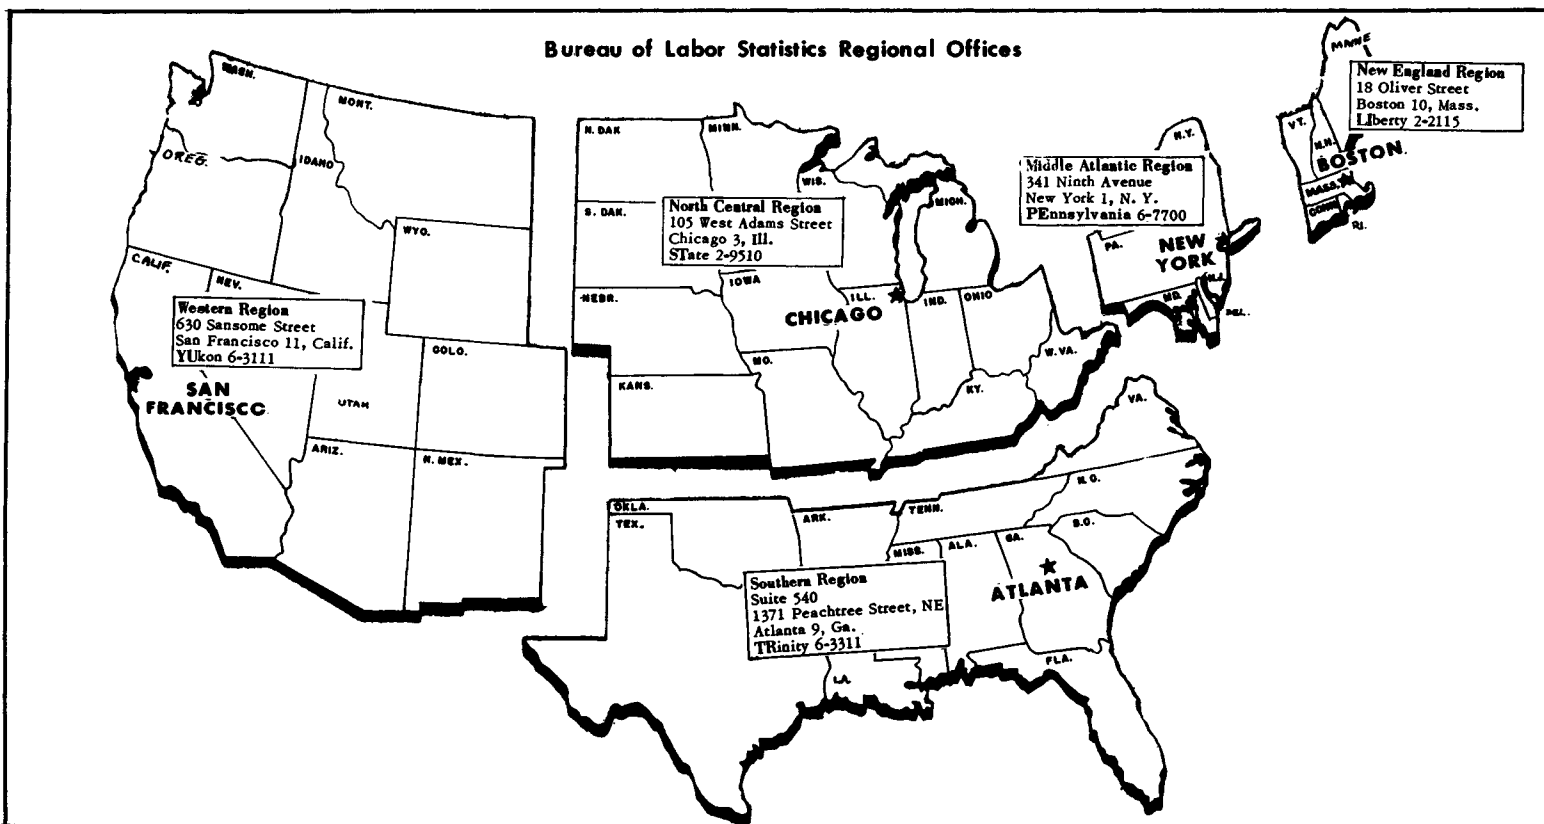 Bureau of Labor Statistics Regional Offices
WASH.
MONT.
OREG.
IDAHO
WYO.
CALIF.
NEV.
Western Region
630 Sansome Street
San Francisco 11, Calif.
YUkon 6-3111
SAN
FRANCISCO
COLO.
UTAH
ARIZ.
N. MEX.
N. DAK
MINN.
WIS.
MICH.
S. DAK.
North Central Region
105 West Adams Street
Chicago 3, Ill.
STate 2-9510
IOWA
NEBR.
ILL.
IND.
OHIO
CHICAGO
MO.
KANS.
KY.
W. VA.
N.Y.
Middle Atlantic Region
341 Ninth Avenue
New York 1, N. Y.
PEnnsylvania 6-7700
PA.
NEW
YORK
N.J.
MD.
DEL.
MAINE
New England Region
18 Oliver Street
Boston 10, Mass.
LIberty 2-2115
VT.
N.H.
BOSTON
MASS.
CONN.
R.I.
VA.
OKLA.
TEX.
ARK.
TENN.
N. C.
S.C.
MISS.
ALA.
GA.
ATLANTA
Southern Region
Suite 540
1371 Peachtree Street, NE
Atlanta 9, Ga.
TRinity 6-3311
LA.
FLA.